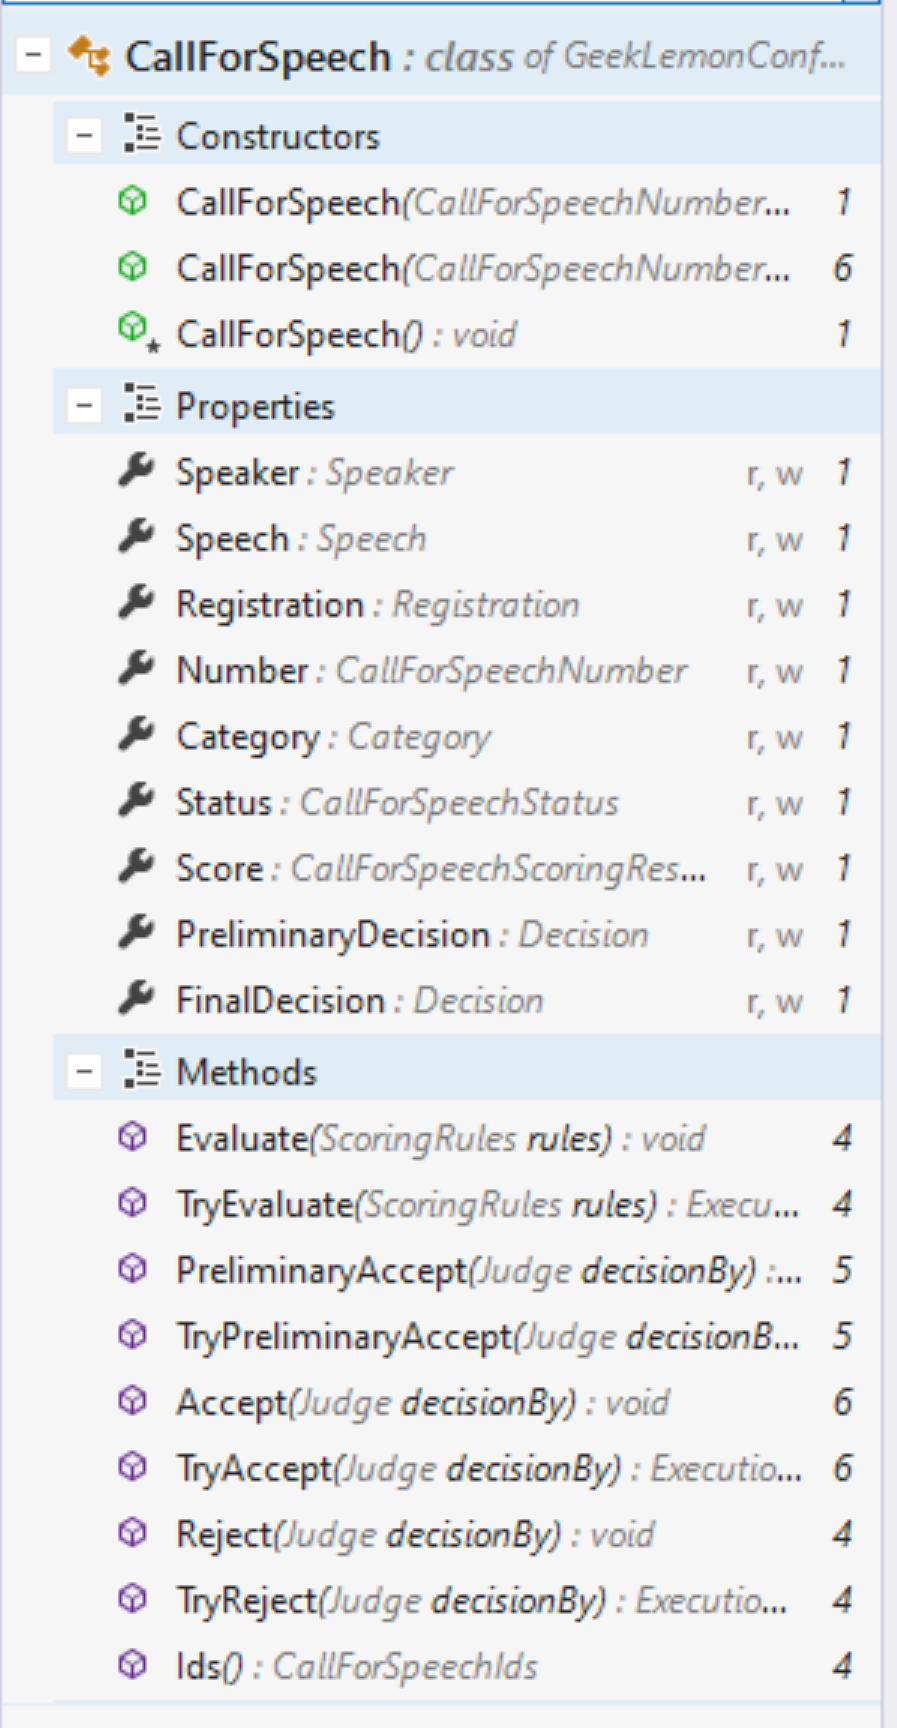 CallForSpeech : class of GeekLemonConf...
Constructors
CallForSpeech(CallForSpeechNumber... 1
CallForSpeech(CallForSpeechNumber... 6
CallForSpeech() : void 1
Properties
Speaker : Speaker r, w 1
Speech : Speech r, w 1
Registration : Registration r, w 1
Number : CallForSpeechNumber r, w 1
Category : Category r, w 1
Status : CallForSpeechStatus r, w 1
Score : CallForSpeechScoringRes... r, w 1
PreliminaryDecision : Decision r, w 1
FinalDecision : Decision r, w 1
Methods
Evaluate(ScoringRules rules) : void 4
TryEvaluate(ScoringRules rules) : Execu... 4
PreliminaryAccept(Judge decisionBy) :... 5
TryPreliminaryAccept(Judge decisionB... 5
Accept(Judge decisionBy) : void 6
TryAccept(Judge decisionBy) : Executio... 6
Reject(Judge decisionBy) : void 4
TryReject(Judge decisionBy) : Executio... 4
Ids() : CallForSpeechIds 4